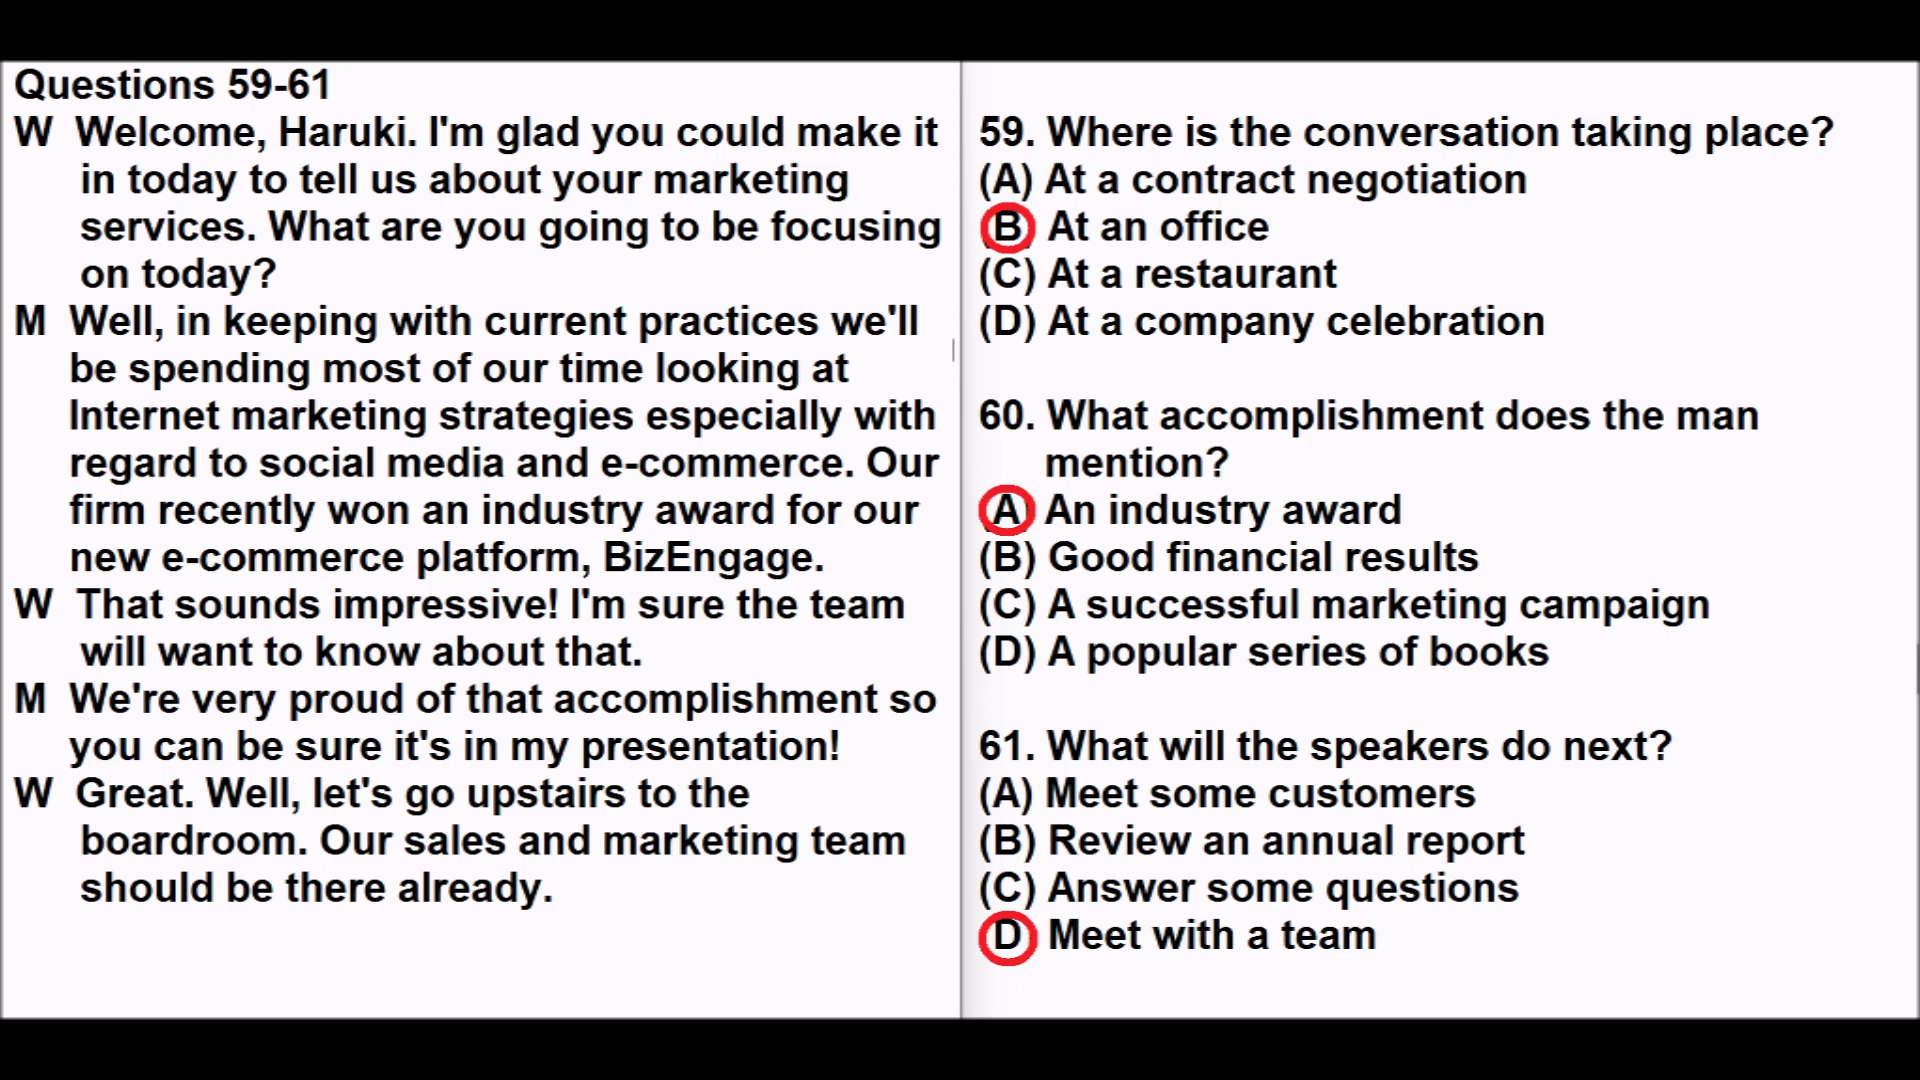 Questions 59-61
W Welcome, Haruki. I'm glad you could make it
in today to tell us about your marketing
services. What are you going to be focusing
on today?
M Well, in keeping with current practices we'll
be spending most of our time looking at
Internet marketing strategies especially with
regard to social media and e-commerce. Our
firm recently won an industry award for our
new e-commerce platform, BizEngage.
W That sounds impressive! I'm sure the team
will want to know about that.
M We're very proud of that accomplishment so
you can be sure it's in my presentation!
W Great. Well, let's go upstairs to the
boardroom. Our sales and marketing team
should be there already.
59. Where is the conversation taking place?
(A) At a contract negotiation
(B) At an office
(C) At a restaurant
(D) At a company celebration
60. What accomplishment does the man
mention?
(A) An industry award
(B) Good financial results
(C) A successful marketing campaign
(D) A popular series of books
61. What will the speakers do next?
(A) Meet some customers
(B) Review an annual report
(C) Answer some questions
(D) Meet with a team